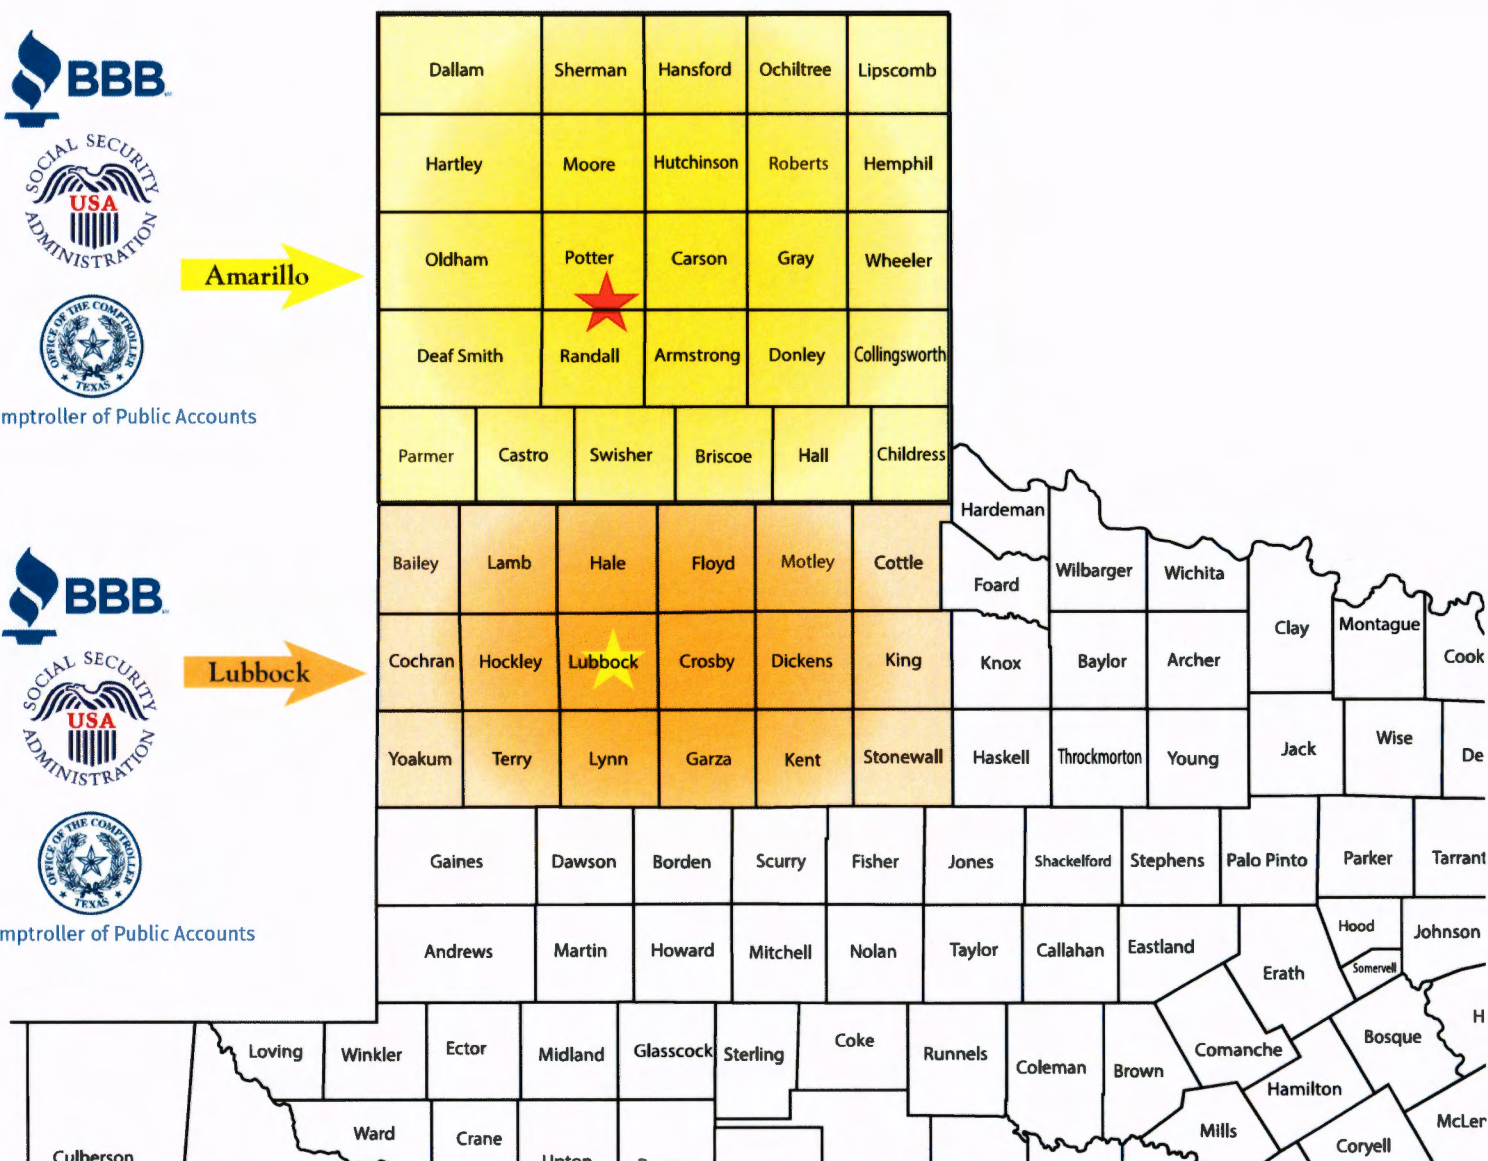 BBB
SOCIAL SECURITY
USA
ADMINISTRATION
OFFICE OF THE COMPTROLLER
TEXAS
mptroller of Public Accounts
Amarillo
Dallam Sherman Hansford Ochiltree Lipscomb
Hartley Moore Hutchinson Roberts Hemphil
Oldham Potter Carson Gray Wheeler
Deaf Smith Randall Armstrong Donley Collingsworth
Parmer Castro Swisher Briscoe Hall Childress
BBB
SOCIAL SECURITY
USA
ADMINISTRATION
OFFICE OF THE COMPTROLLER
TEXAS
mptroller of Public Accounts
Lubbock
Hardeman
Bailey Lamb Hale Floyd Motley Cottle Foard Wilbarger Wichita
Clay Montague
Cochran Hockley Lubbock Crosby Dickens King Knox Baylor Archer Cook
Yoakum Terry Lynn Garza Kent Stonewall Haskell Throckmorton Young Jack Wise De
Gaines Dawson Borden Scurry Fisher Jones Shackelford Stephens Palo Pinto Parker Tarrant
Andrews Martin Howard Mitchell Nolan Taylor Callahan Eastland Erath Hood Johnson
Somervell
Loving Winkler Ector Midland Glasscock Sterling Coke Runnels Coleman Brown Comanche Bosque H
Hamilton
Ward Crane Mills Coryell McLen
Culberson